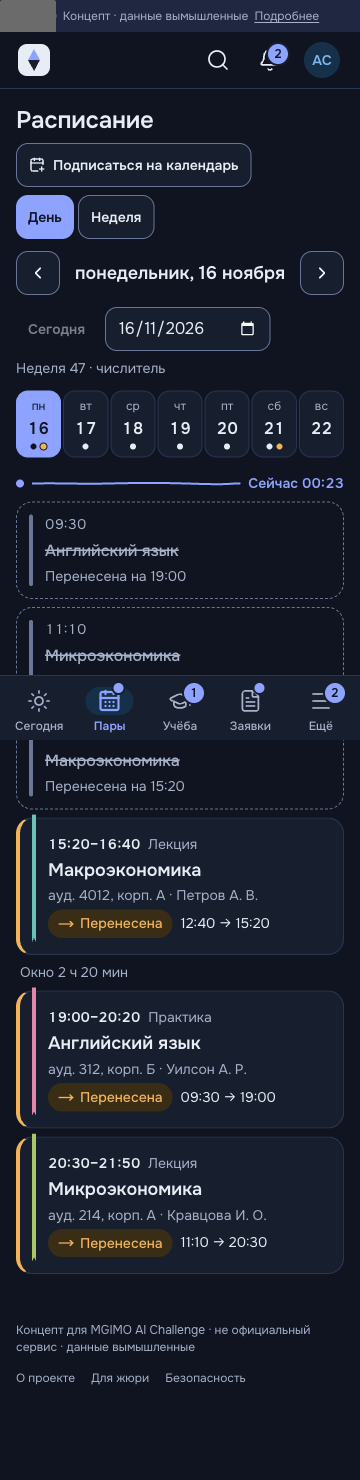 Концепт · данные вымышленные Подробнее
2
АС
Расписание
Подписаться на календарь
День Неделя
понедельник, 16 ноября
Сегодня 16/11/2026
Неделя 47 · числитель
пн вт ср чт пт сб вс
16 17 18 19 20 21 22
Сейчас 00:23
09:30
Английский язык
Перенесена на 19:00
11:10
Микроэкономика
1 2
Сегодня Пары Учёба Заявки Ещё
Макроэкономика
Перенесена на 15:20
15:20–16:40 Лекция
Макроэкономика
ауд. 4012, корп. А · Петров А. В.
→ Перенесена 12:40 → 15:20
Окно 2 ч 20 мин
19:00–20:20 Практика
Английский язык
ауд. 312, корп. Б · Уилсон А. Р.
→ Перенесена 09:30 → 19:00
20:30–21:50 Лекция
Микроэкономика
ауд. 214, корп. А · Кравцова И. О.
→ Перенесена 11:10 → 20:30
Концепт для MGIMO AI Challenge · не официальный
сервис · данные вымышленные
О проекте Для жюри Безопасность